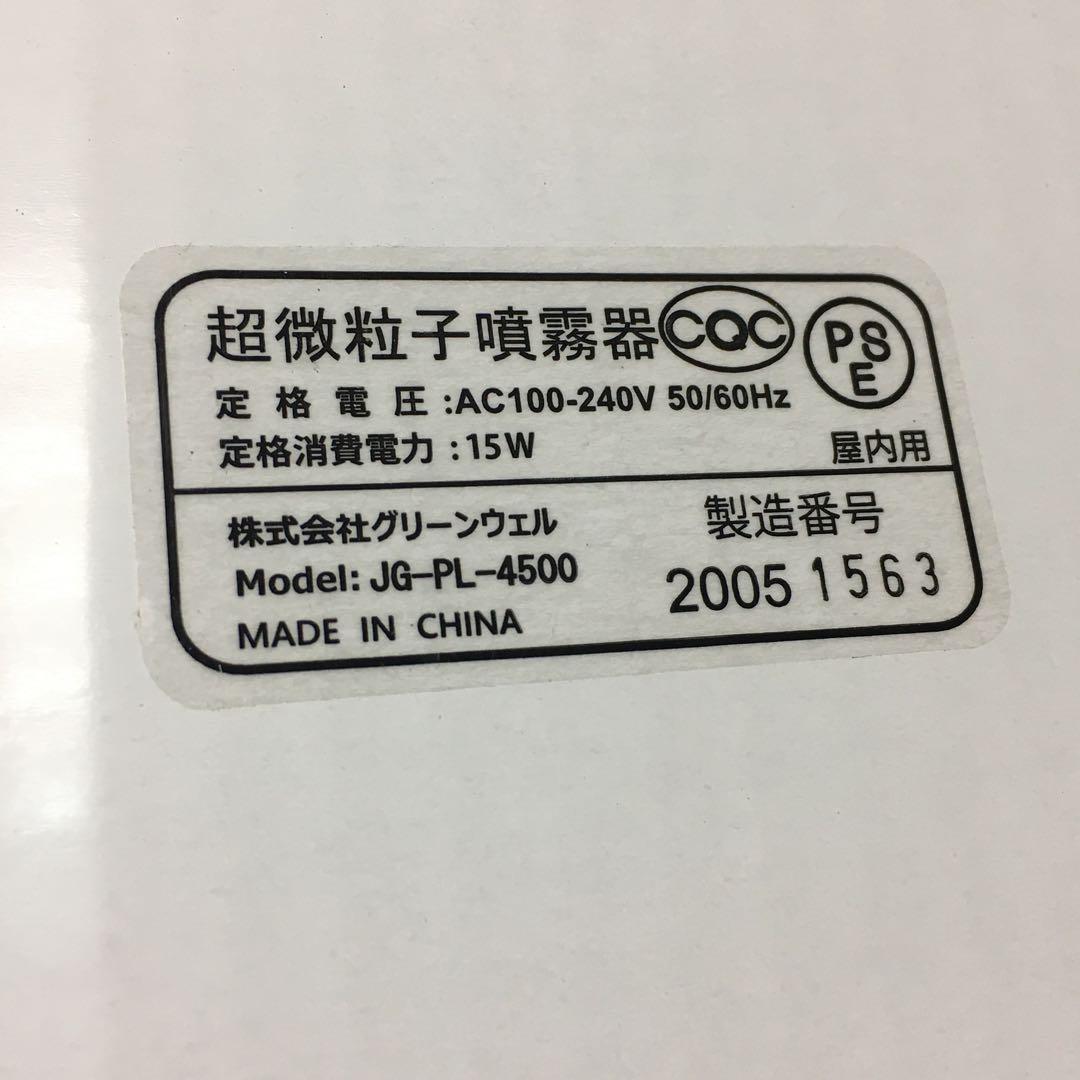 超微粒子噴霧器 CQC PSE
定格電圧:AC100-240V 50/60Hz
定格消費電力:15W 屋内用
株式会社グリーンウェル
Model: JG-PL-4500
MADE IN CHINA
製造番号
2005 1563